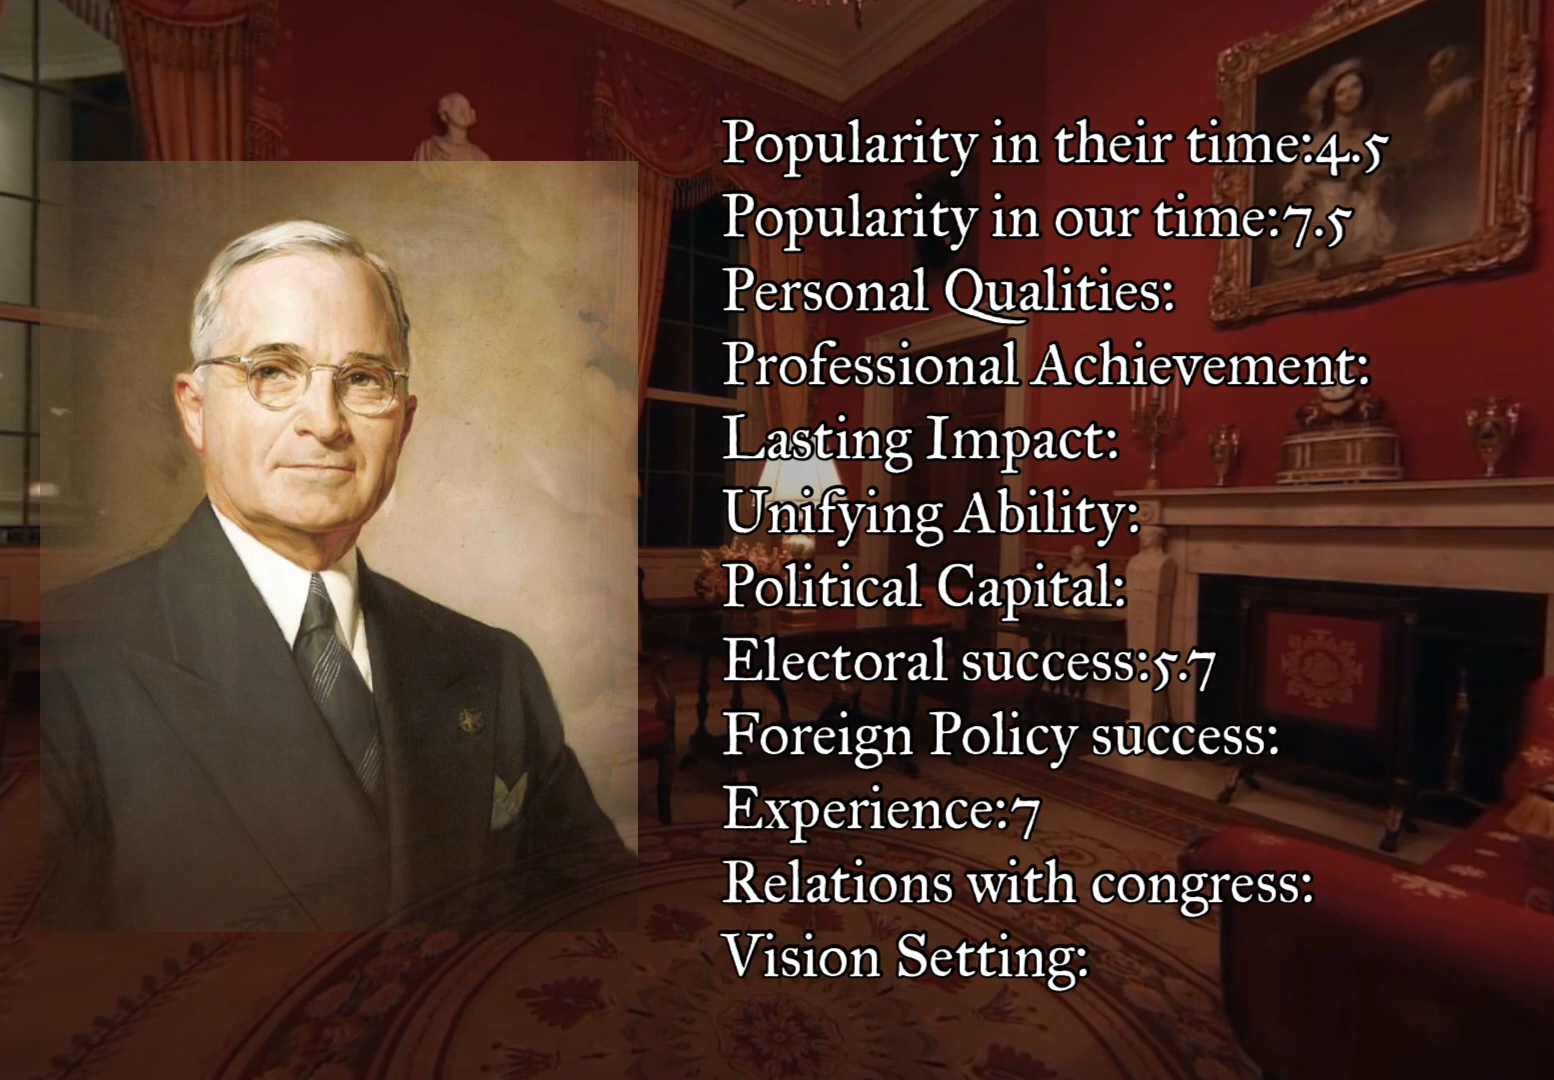 Popularity in their time:4.5
Popularity in our time:7.5
Personal Qualities:
Professional Achievement:
Lasting Impact:
Unifying Ability:
Political Capital:
Electoral success:5.7
Foreign Policy success:
Experience:7
Relations with congress:
Vision Setting: